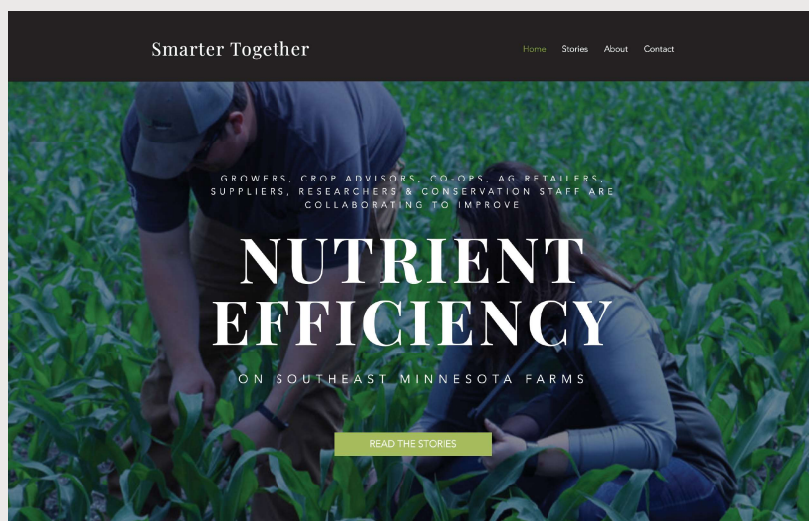 Smarter Together
Home Stories About Contact
GROWERS, CROP ADVISORS, CO-OPS, AG RETAILERS,
SUPPLIERS, RESEARCHERS & CONSERVATION STAFF ARE
COLLABORATING TO IMPROVE
NUTRIENT
EFFICIENCY
ON SOUTHEAST MINNESOTA FARMS
READ THE STORIES